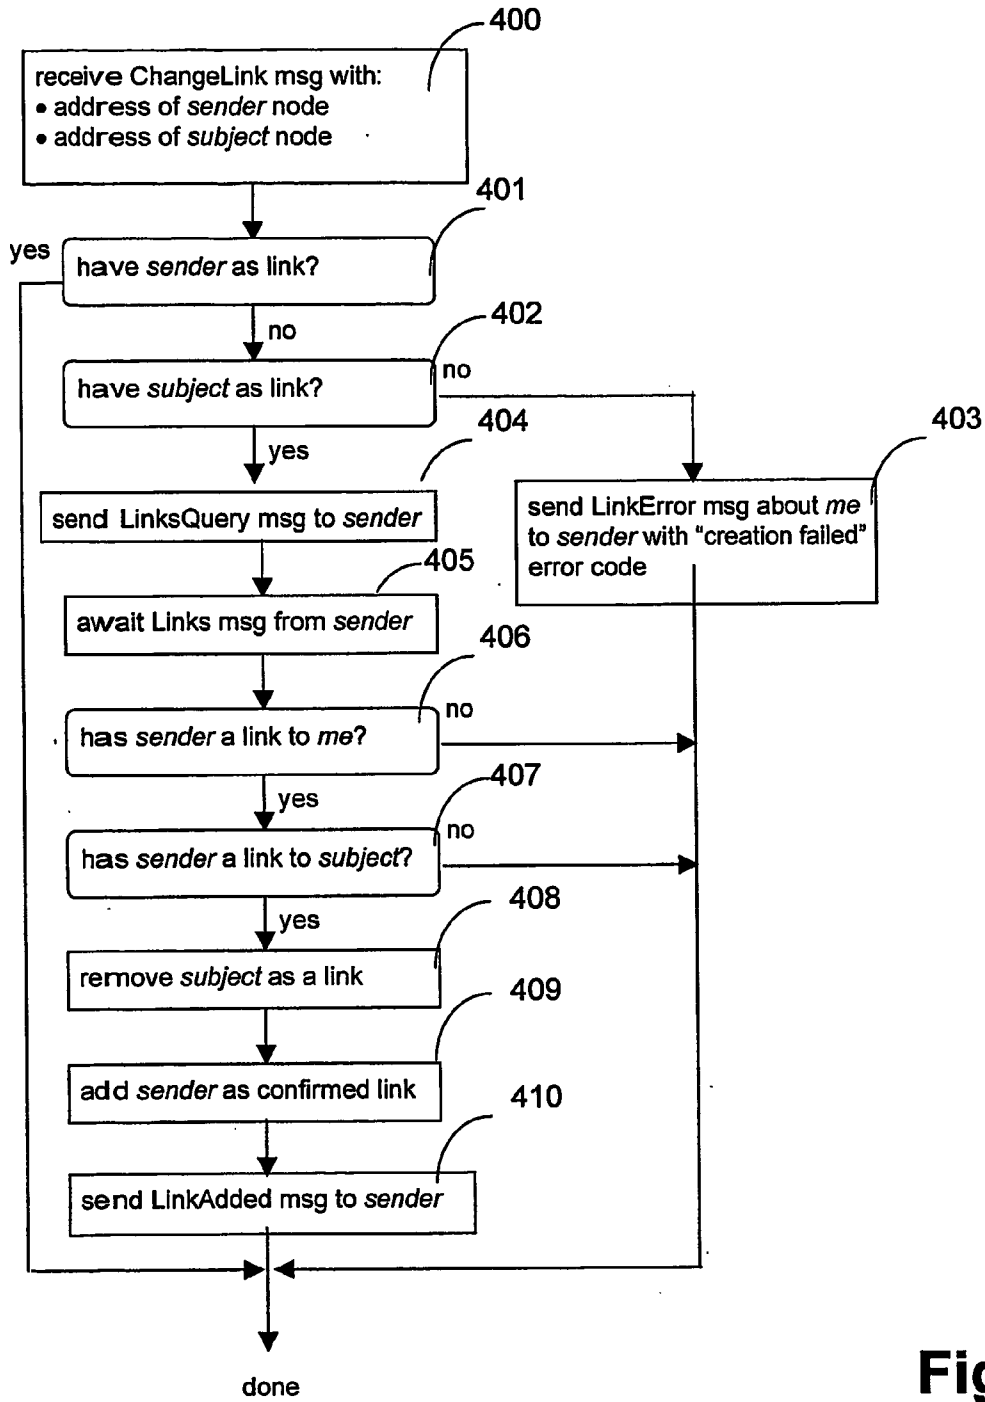 400
receive ChangeLink msg with:
• address of sender node
• address of subject node
401
yes
have sender as link?
no
402
have subject as link?
no
yes
404
403
send LinksQuery msg to sender
send LinkError msg about me
to sender with “creation failed”
error code
405
await Links msg from sender
406
has sender a link to me?
no
yes
407
has sender a link to subject?
no
yes
408
remove subject as a link
409
add sender as confirmed link
410
send LinkAdded msg to sender
done